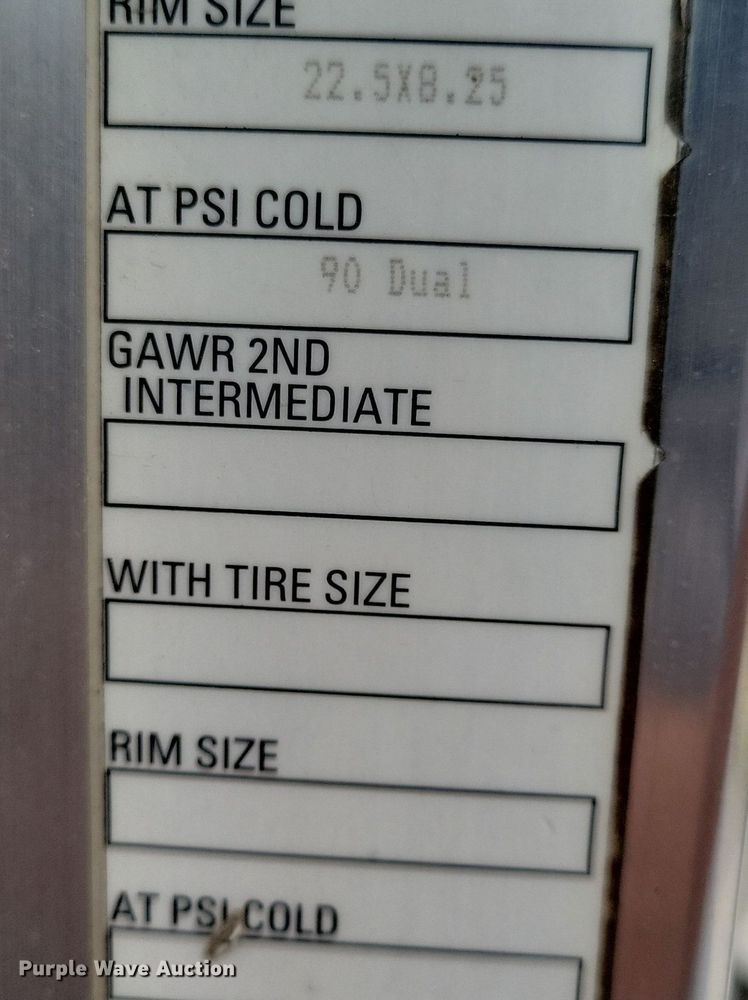 RIM SIZE
22.5X8.25
AT PSI COLD
90 Dual
GAWR 2ND
INTERMEDIATE
WITH TIRE SIZE
RIM SIZE
AT PSI COLD
Purple Wave Auction